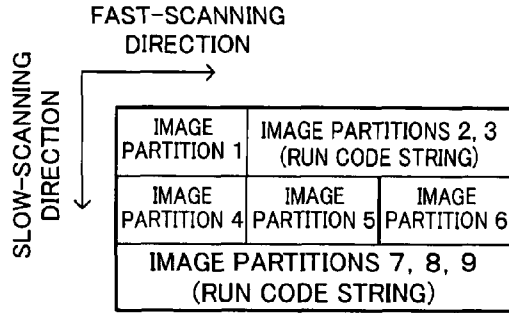 FAST-SCANNING
DIRECTION
SLOW-SCANNING
DIRECTION
IMAGE
PARTITION 1
IMAGE PARTITIONS 2, 3
(RUN CODE STRING)
IMAGE
PARTITION 4
IMAGE
PARTITION 5
IMAGE
PARTITION 6
IMAGE PARTITIONS 7, 8, 9
(RUN CODE STRING)